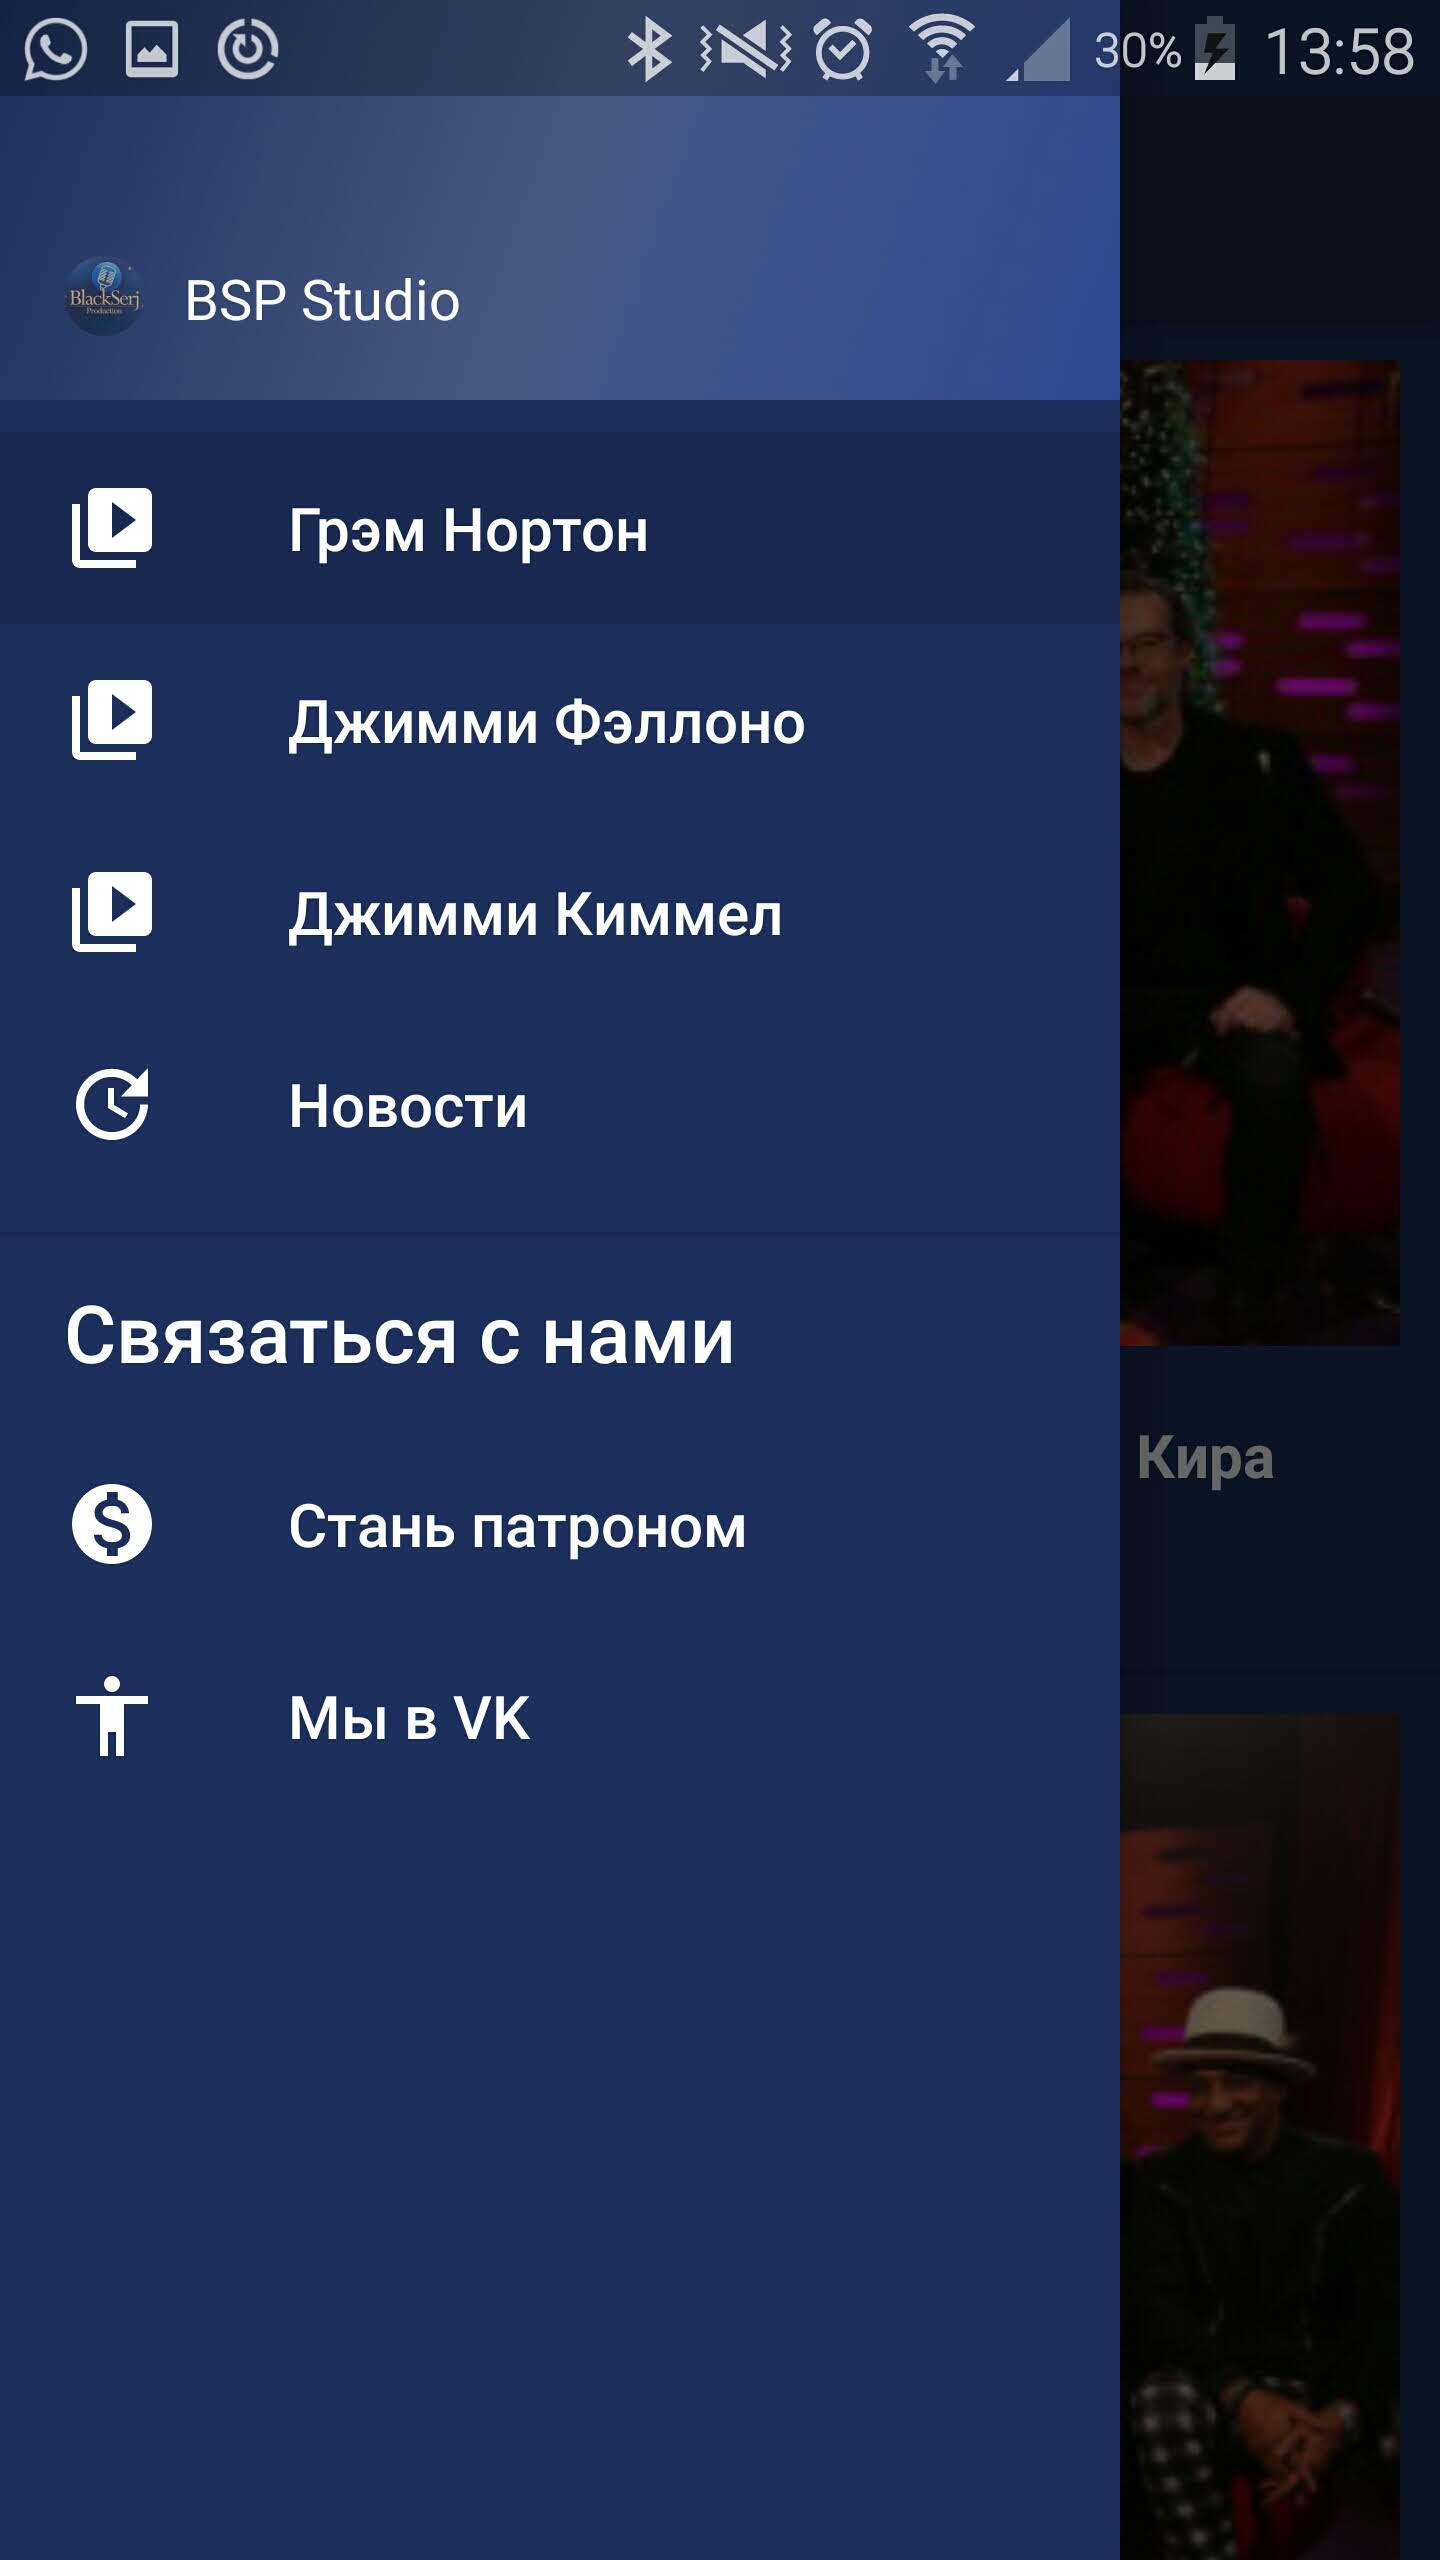 30% 13:58
BlackSerj
Production
BSP Studio
Грэм Нортон
Джимми Фэллоно
Джимми Киммел
Новости
Связаться с нами
Кира
Стань патроном
Мы в VK